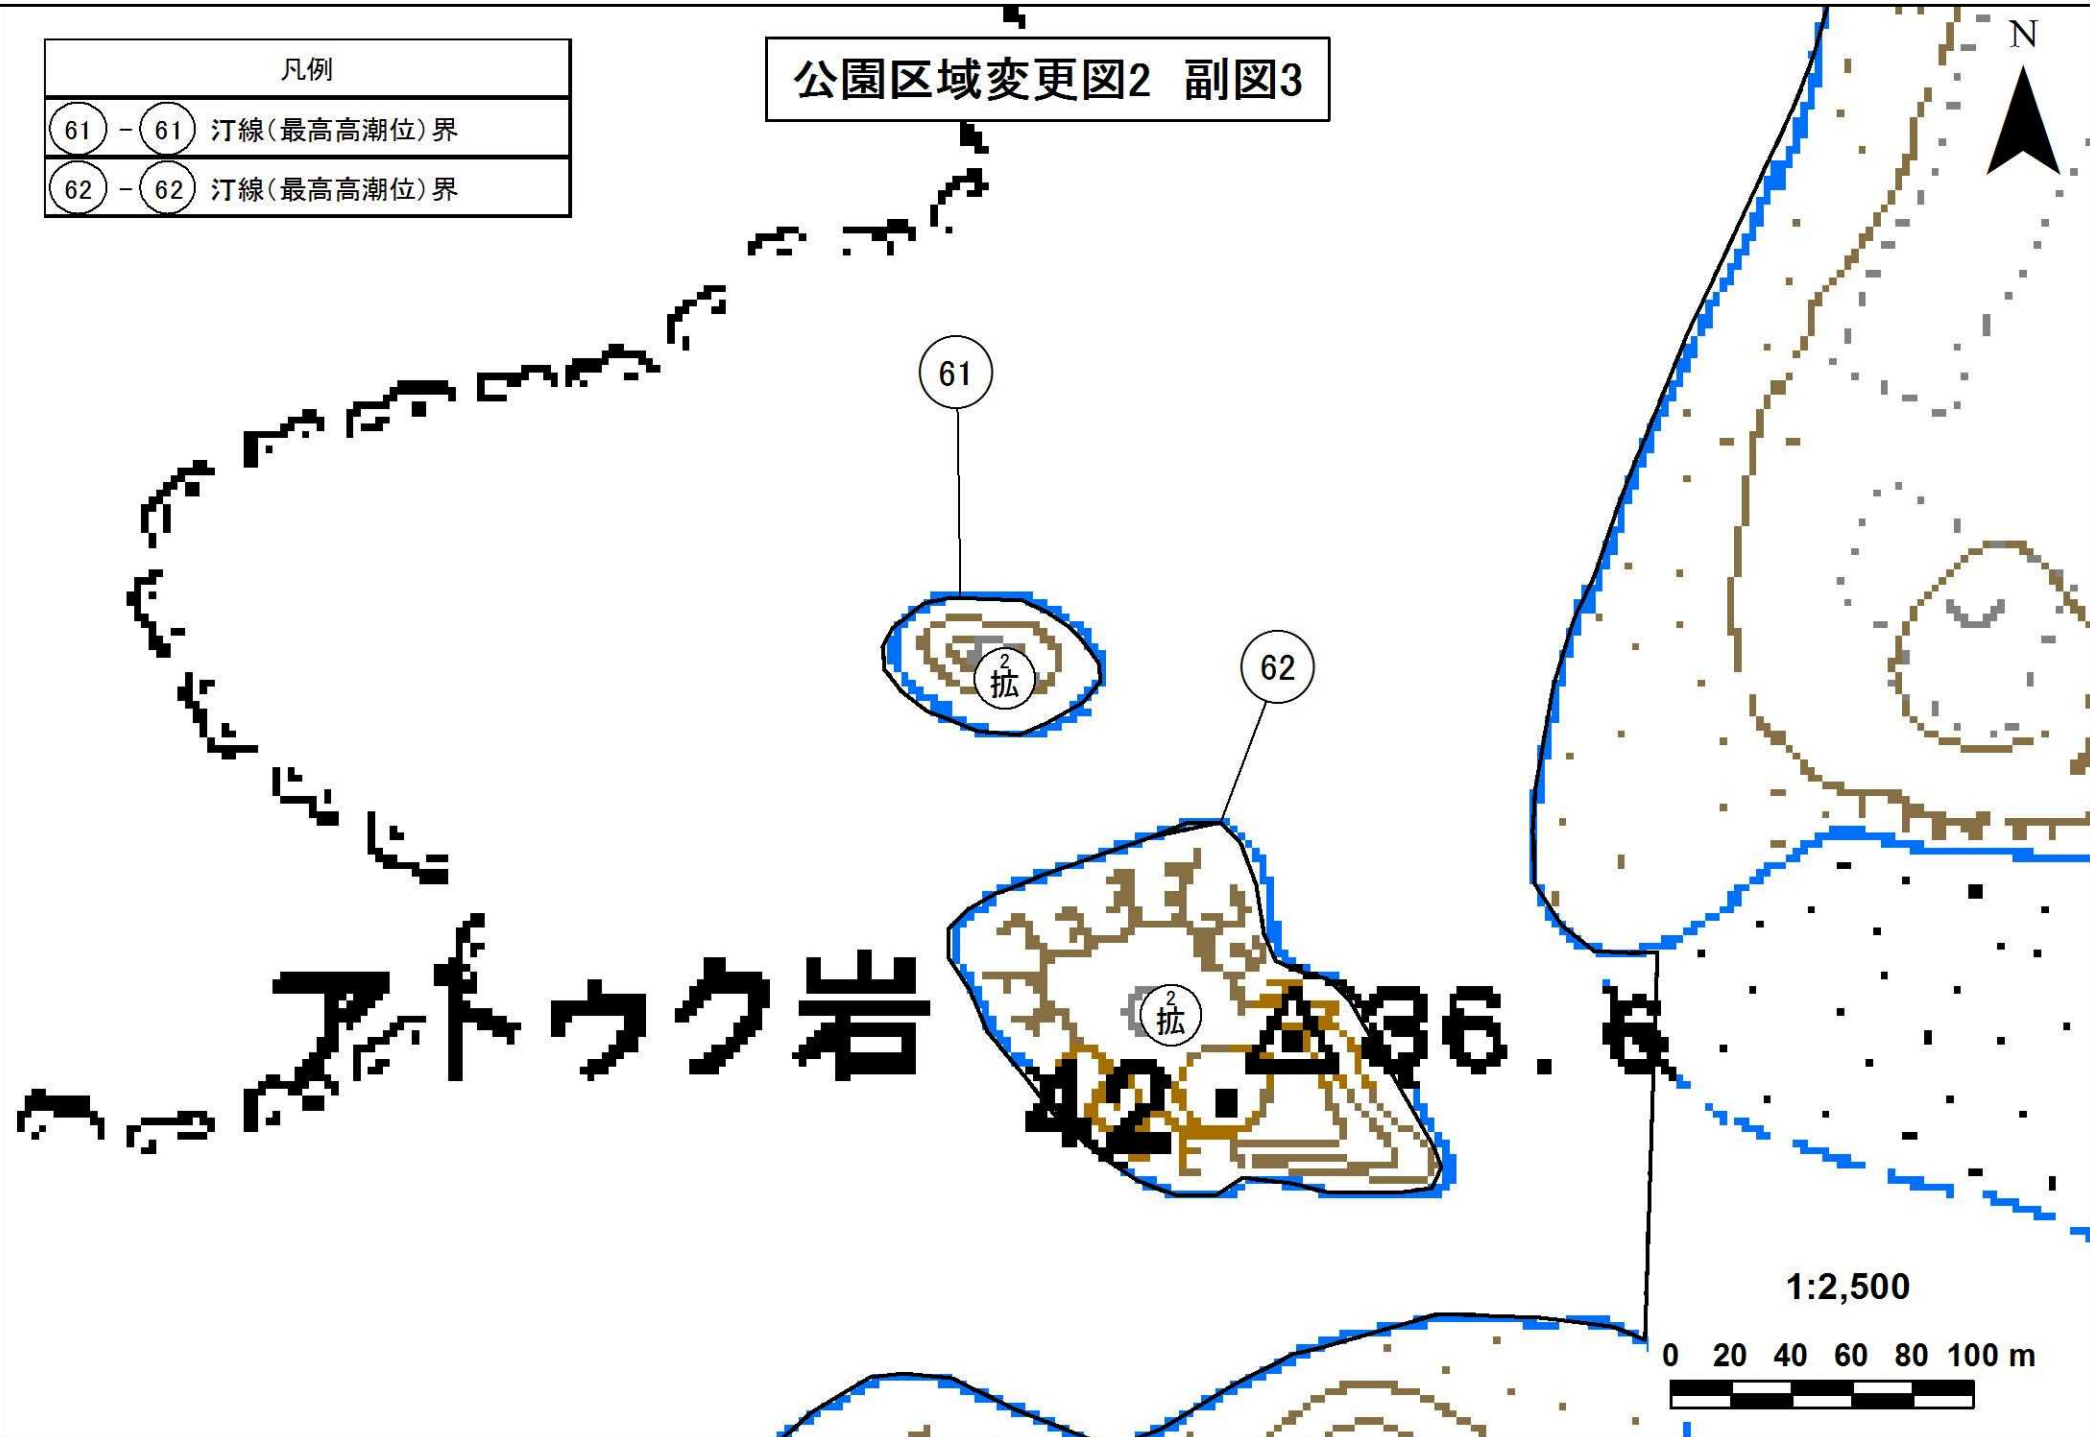 凡例
公園区域変更図2 副図3
N
61 - 61 汀線(最高高潮位)界
62 - 62 汀線(最高高潮位)界
61
2
拡
62
アトゥク岩
2
拡
36.6
42
1:2,500
0 20 40 60 80 100 m